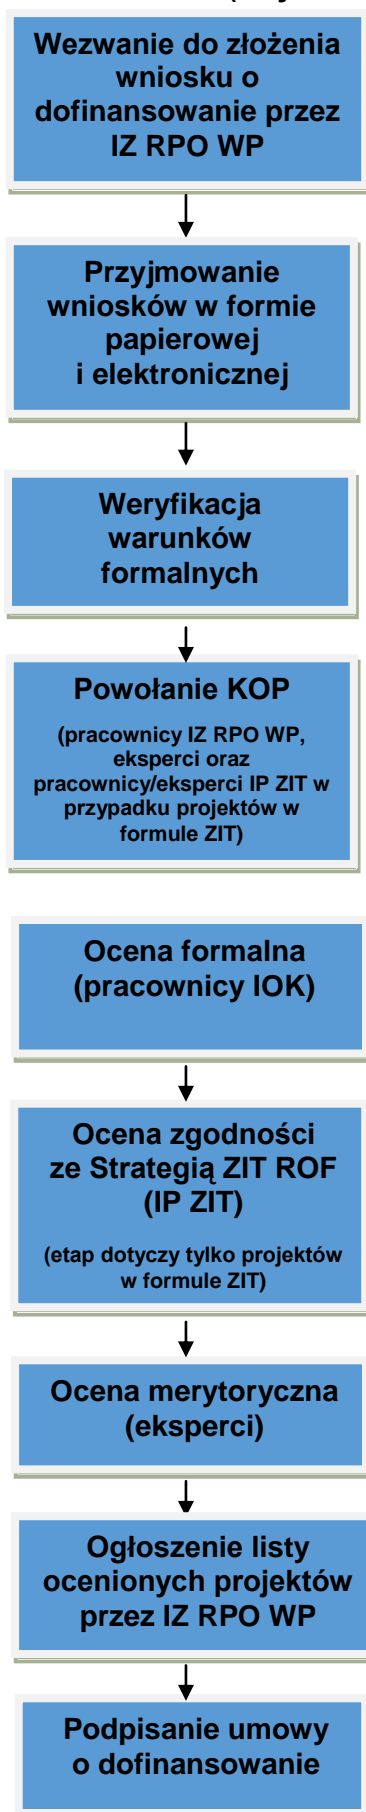 Wezwanie do złożenia
wniosku o
dofinansowanie przez
IZ RPO WP
Przyjmowanie
wniosków w formie
papierowej
i elektronicznej
Weryfikacja
warunków
formalnych
Powołanie KOP
(pracownicy IZ RPO WP,
eksperci oraz
pracownicy/eksperci IP ZIT w
przypadku projektów w
formule ZIT)
Ocena formalna
(pracownicy IOK)
Ocena zgodności
ze Strategią ZIT ROF
(IP ZIT)
(etap dotyczy tylko projektów
w formule ZIT)
Ocena merytoryczna
(eksperci)
Ogłoszenie listy
ocenionych projektów
przez IZ RPO WP
Podpisanie umowy
o dofinansowanie